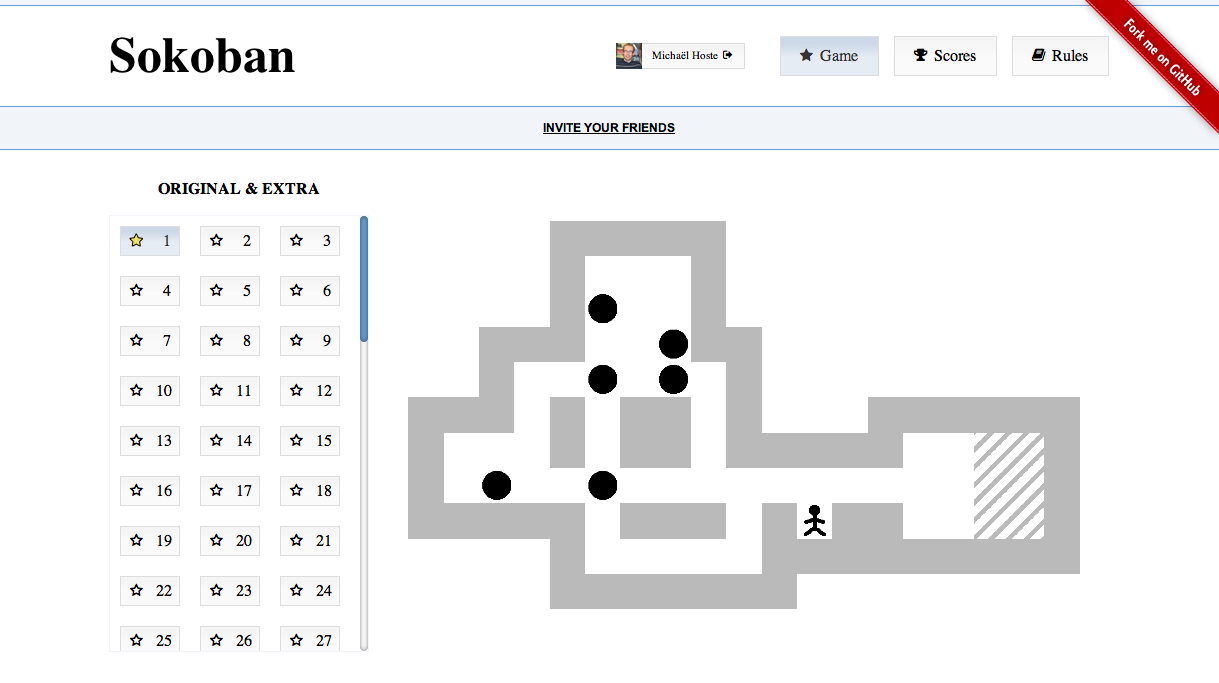 Sokoban
Michaël Hoste
Game
Scores
Rules
Fork me on GitHub
INVITE YOUR FRIENDS
ORIGINAL & EXTRA
1 2 3
4 5 6
7 8 9
10 11 12
13 14 15
16 17 18
19 20 21
22 23 24
25 26 27